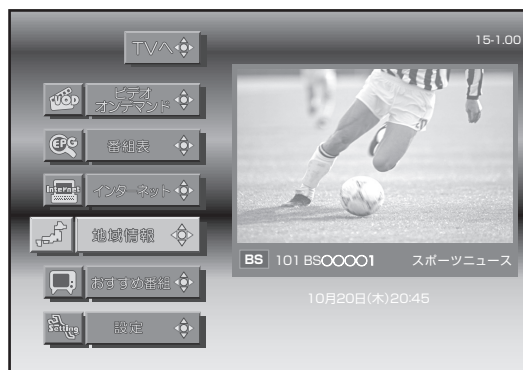 TVへ
15-1.00
VOD
ビデオ
オンデマンド
EPG
番組表
Internet
インターネット
地域情報
おすすめ番組
Setting
設定
BS 101 BS○○○○1 スポーツニュース
10月20日(木)20:45